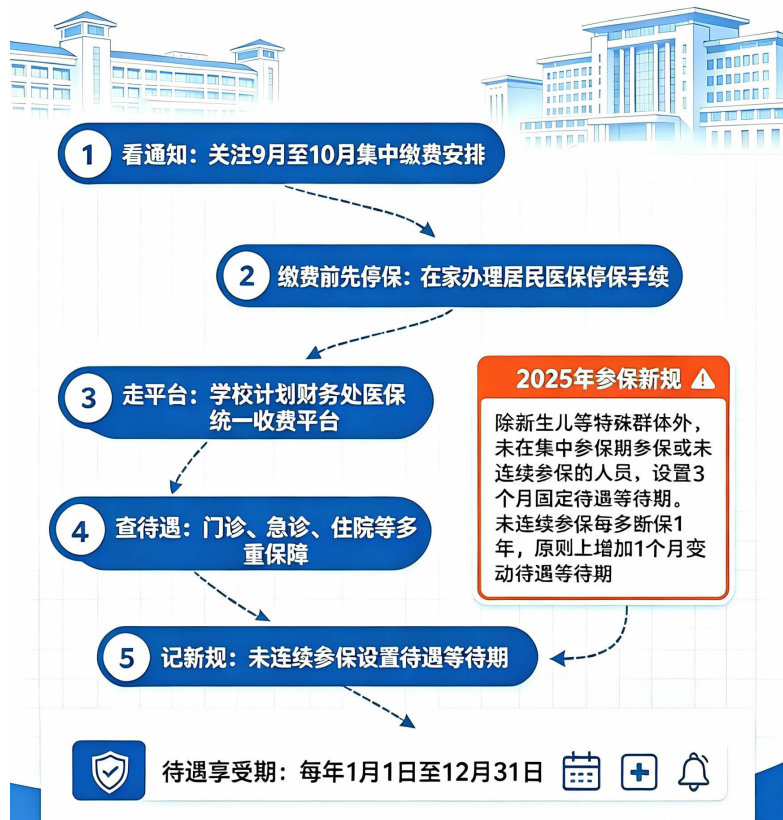 1 看通知：关注9月至10月集中缴费安排
2 缴费前先停保：在家办理居民医保停保手续
3 走平台：学校计划财务处医保
统一收费平台
2025年参保新规
除新生儿等特殊群体外，
未在集中参保期参保或未
连续参保的人员，设置3
个月固定待遇等待期。
未连续参保每多断保1
年，原则上增加1个月变
动待遇等待期
4 查待遇：门诊、急诊、住院等多
重保障
5 记新规：未连续参保设置待遇等待期
待遇享受期：每年1月1日至12月31日